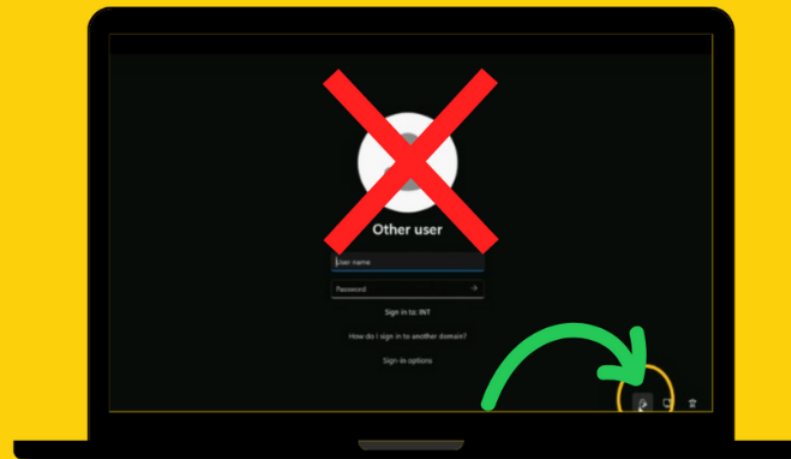 Other user
User name
Password
Sign in to: INT
How do I sign in to another domain?
Sign-in options